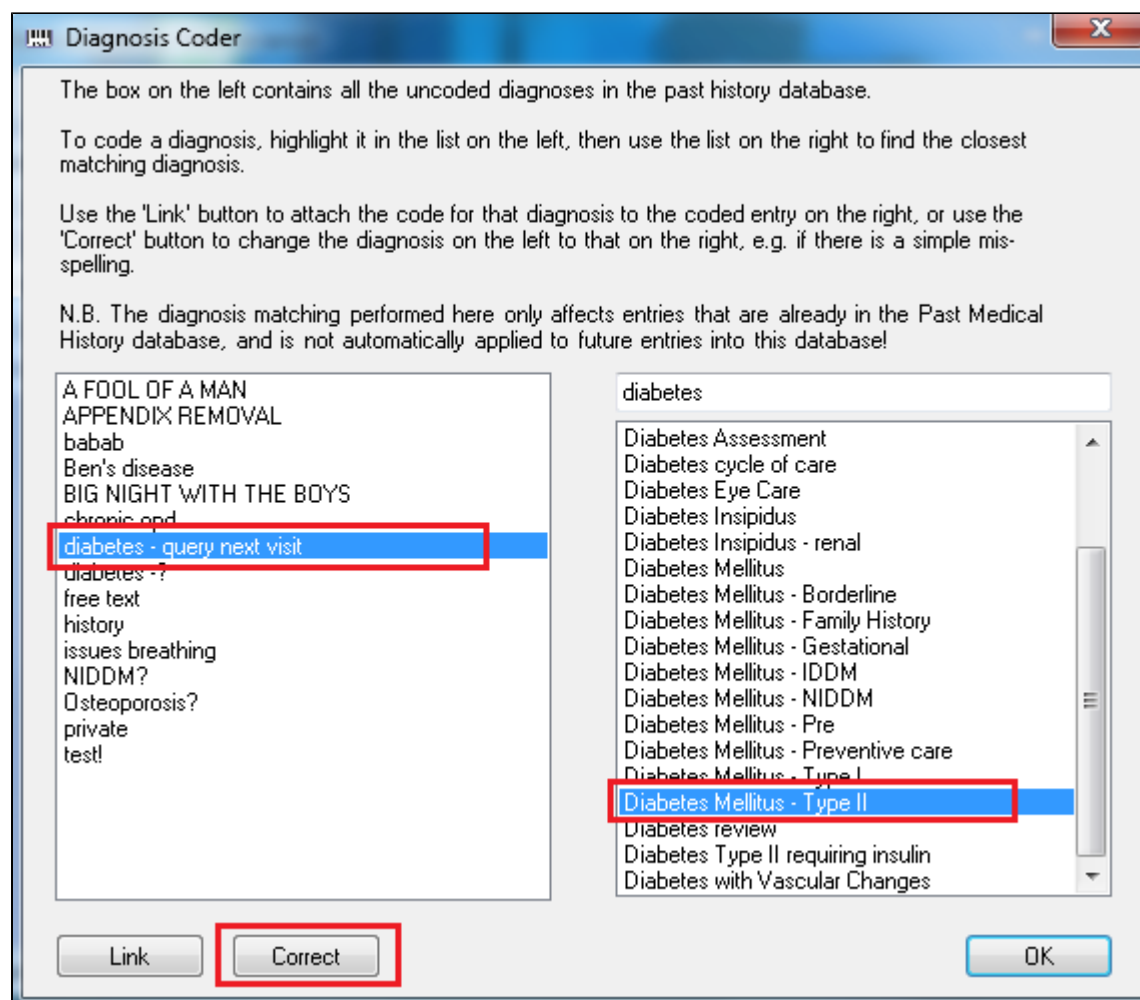 Diagnosis Coder
The box on the left contains all the uncoded diagnoses in the past history database.
To code a diagnosis, highlight it in the list on the left, then use the list on the right to find the closest
matching diagnosis.
Use the 'Link' button to attach the code for that diagnosis to the coded entry on the right, or use the
'Correct' button to change the diagnosis on the left to that on the right, e.g. if there is a simple mis-
spelling.
N.B. The diagnosis matching performed here only affects entries that are already in the Past Medical
History database, and is not automatically applied to future entries into this database!
A FOOL OF A MAN
APPENDIX REMOVAL
babab
Ben's disease
BIG NIGHT WITH THE BOYS
chronic opd
diabetes - query next visit
diabetes -?
free text
history
issues breathing
NIDDM?
Osteoporosis?
private
test!
diabetes
Diabetes Assessment
Diabetes cycle of care
Diabetes Eye Care
Diabetes Insipidus
Diabetes Insipidus - renal
Diabetes Mellitus
Diabetes Mellitus - Borderline
Diabetes Mellitus - Family History
Diabetes Mellitus - Gestational
Diabetes Mellitus - IDDM
Diabetes Mellitus - NIDDM
Diabetes Mellitus - Pre
Diabetes Mellitus - Preventive care
Diabetes Mellitus - Type I
Diabetes Mellitus - Type II
Diabetes review
Diabetes Type II requiring insulin
Diabetes with Vascular Changes
Link
Correct
OK